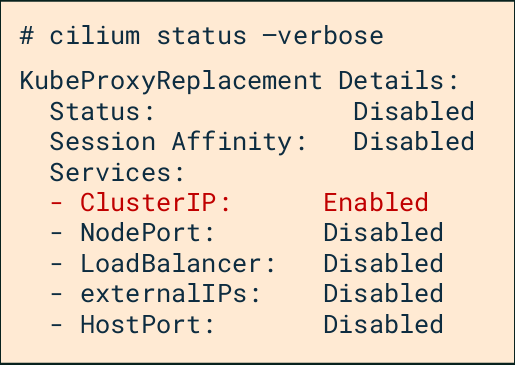 # cilium status –verbose
KubeProxyReplacement Details:
Status: Disabled
Session Affinity: Disabled
Services:
- ClusterIP: Enabled
- NodePort: Disabled
- LoadBalancer: Disabled
- externalIPs: Disabled
- HostPort: Disabled